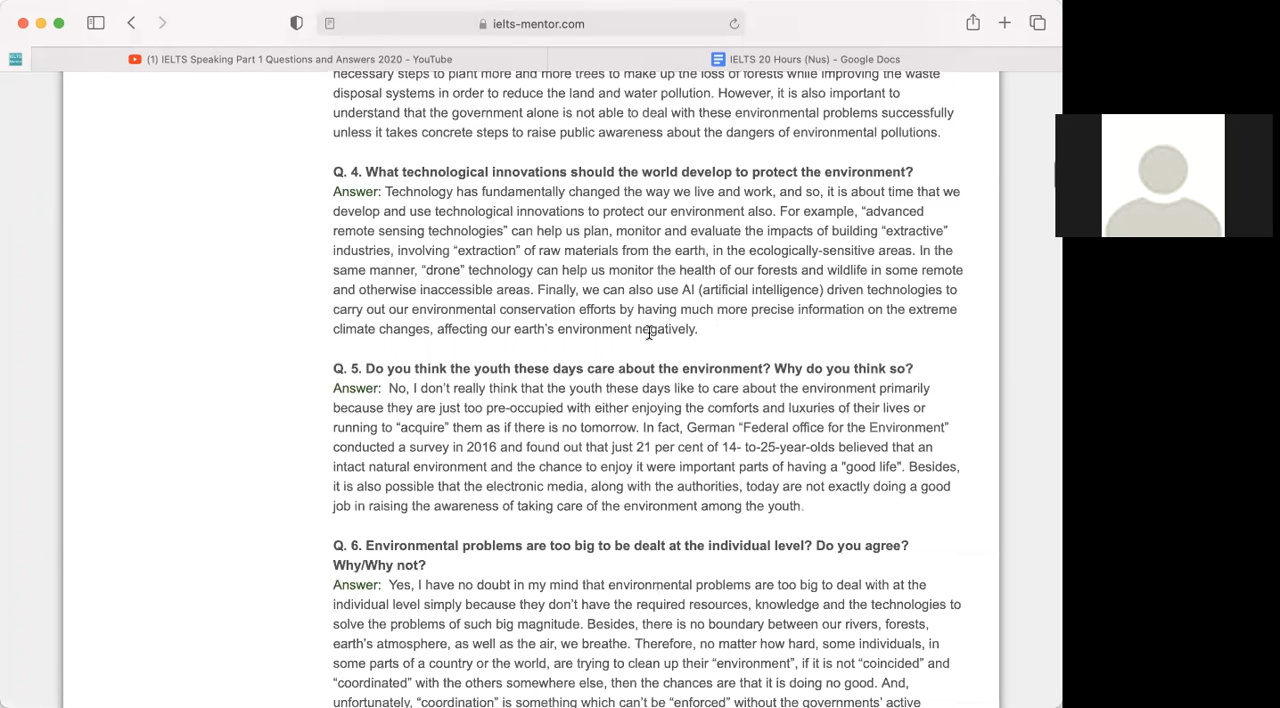 ielts-mentor.com
IELTS
(1) IELTS Speaking Part 1 Questions and Answers 2020 - YouTube
IELTS 20 Hours (Nus) - Google Docs
necessary steps to plant more and more trees to make up the loss of forests while improving the waste
disposal systems in order to reduce the land and water pollution. However, it is also important to
understand that the government alone is not able to deal with these environmental problems successfully
unless it takes concrete steps to raise public awareness about the dangers of environmental pollutions.
Q. 4. What technological innovations should the world develop to protect the environment?
Answer: Technology has fundamentally changed the way we live and work, and so, it is about time that we
develop and use technological innovations to protect our environment also. For example, “advanced
remote sensing technologies” can help us plan, monitor and evaluate the impacts of building “extractive”
industries, involving “extraction” of raw materials from the earth, in the ecologically-sensitive areas. In the
same manner, “drone” technology can help us monitor the health of our forests and wildlife in some remote
and otherwise inaccessible areas. Finally, we can also use AI (artificial intelligence) driven technologies to
carry out our environmental conservation efforts by having much more precise information on the extreme
climate changes, affecting our earth’s environment negatively.
Q. 5. Do you think the youth these days care about the environment? Why do you think so?
Answer: No, I don’t really think that the youth these days like to care about the environment primarily
because they are just too pre-occupied with either enjoying the comforts and luxuries of their lives or
running to “acquire” them as if there is no tomorrow. In fact, German “Federal office for the Environment”
conducted a survey in 2016 and found out that just 21 per cent of 14- to-25-year-olds believed that an
intact natural environment and the chance to enjoy it were important parts of having a "good life". Besides,
it is also possible that the electronic media, along with the authorities, today are not exactly doing a good
job in raising the awareness of taking care of the environment among the youth.
Q. 6. Environmental problems are too big to be dealt at the individual level? Do you agree?
Why/Why not?
Answer: Yes, I have no doubt in my mind that environmental problems are too big to deal with at the
individual level simply because they don’t have the required resources, knowledge and the technologies to
solve the problems of such big magnitude. Besides, there is no boundary between our rivers, forests,
earth’s atmosphere, as well as the air, we breathe. Therefore, no matter how hard, some individuals, in
some parts of a country or the world, are trying to clean up their “environment”, if it is not “coincided” and
“coordinated” with the others somewhere else, then the chances are that it is doing no good. And,
unfortunately, “coordination” is something which can’t be “enforced” without the governments’ active